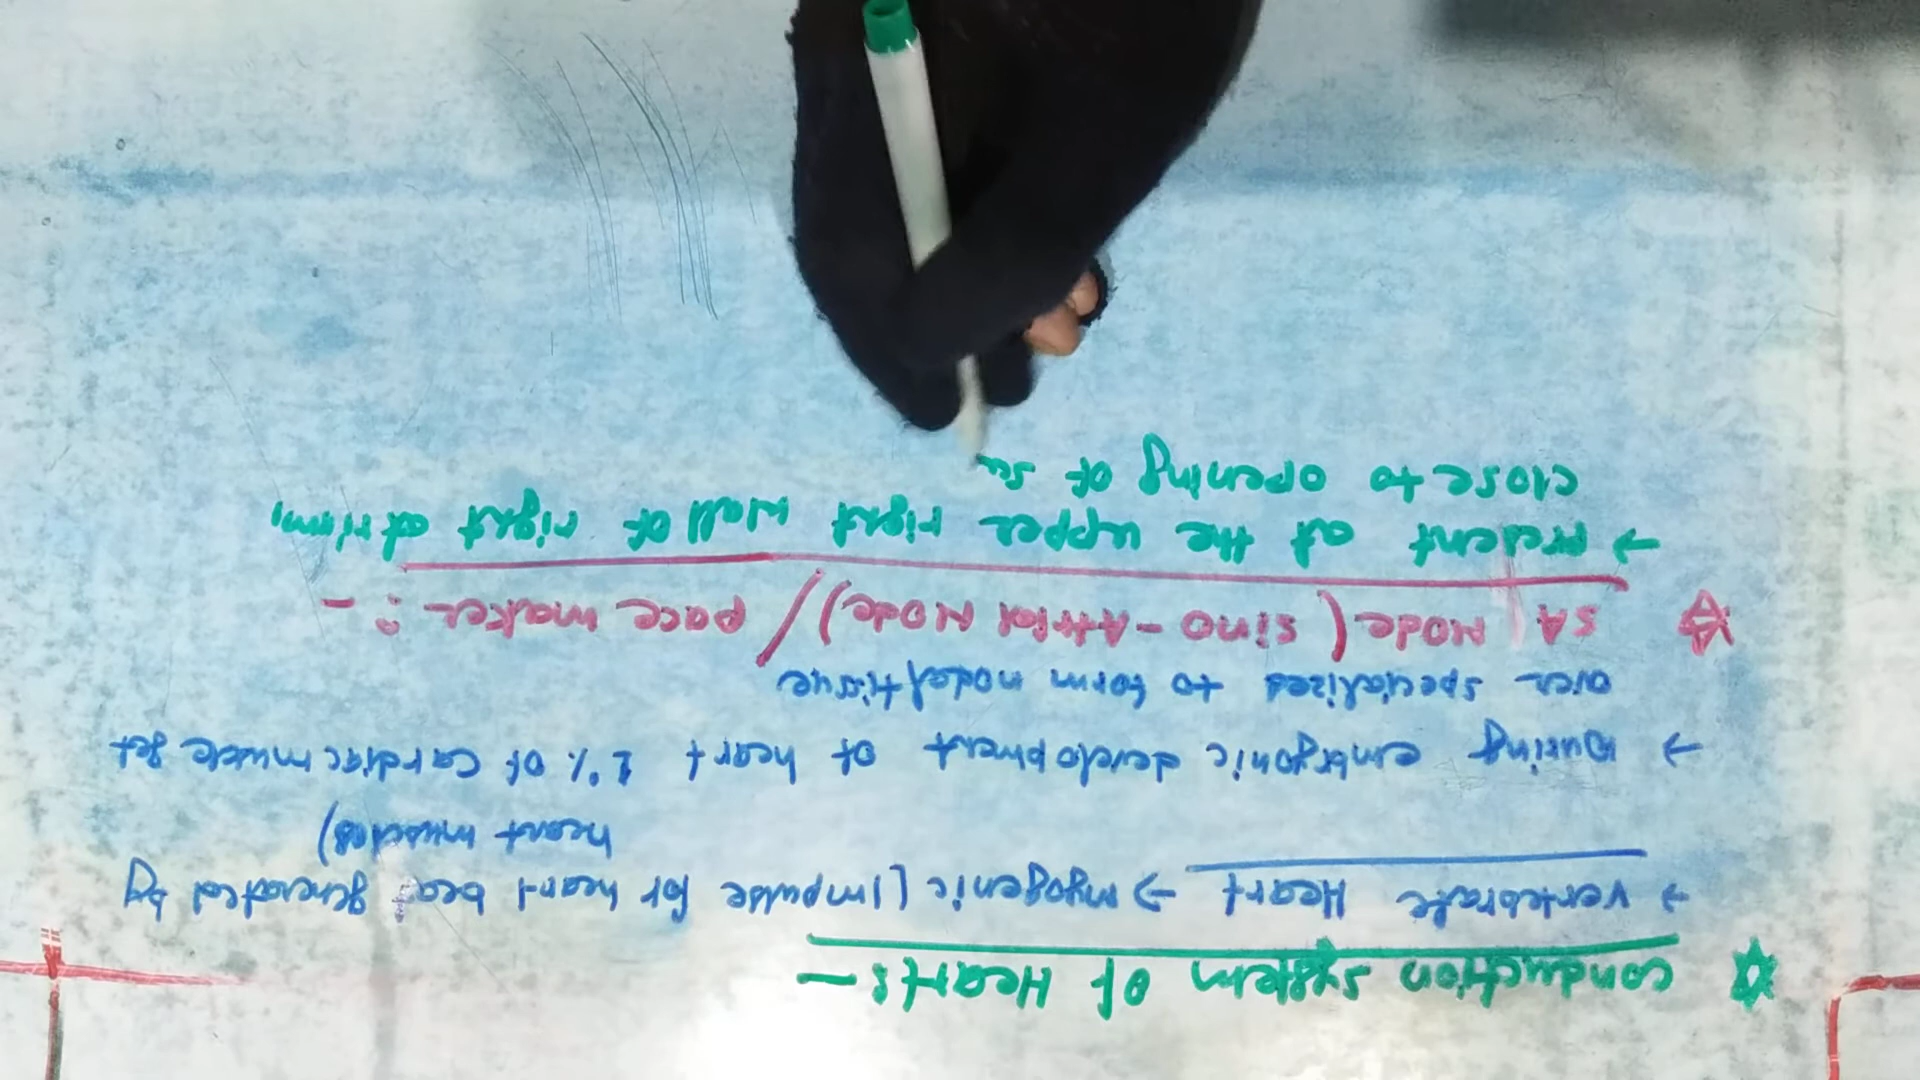 ☆ Conduction system of Heart :-
→ vertebrate Heart → myogenic (Impulse for heart beat generated by
heart muscles)
→ During embryonic development of heart 1% of cardiac muscle get
over specialized to form nodal tissue
☆ SA Node (Sino-Atrial Node) / pace maker :-
→ Present at the upper right wall of right atrium
close to opening of su